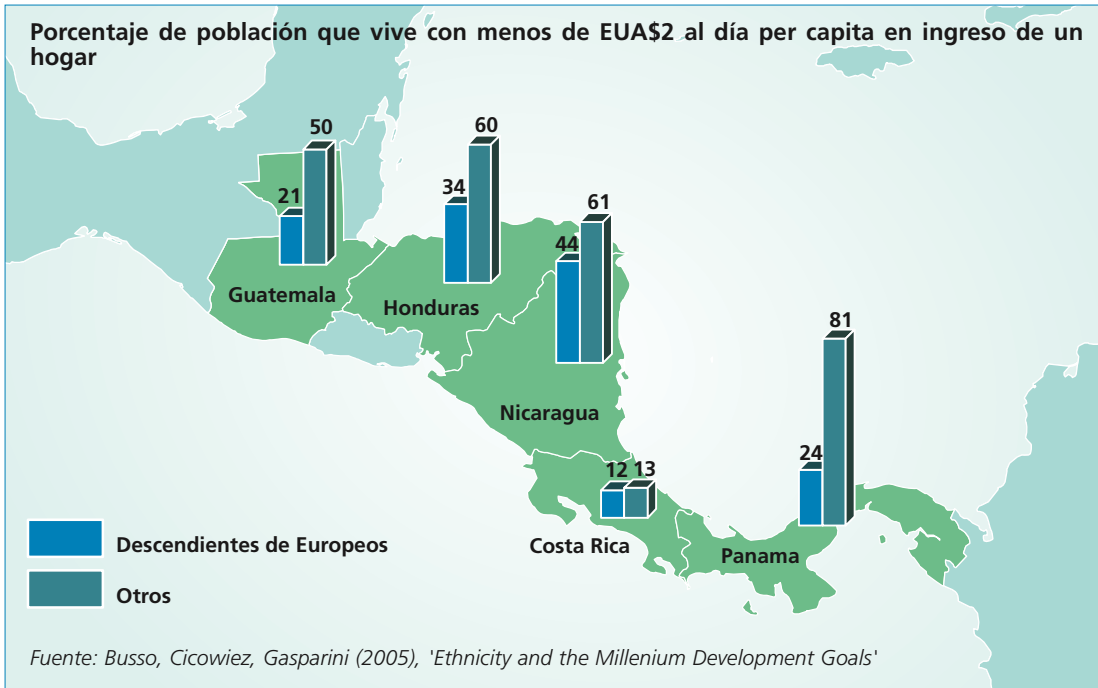 Porcentaje de población que vive con menos de EUA$2 al día per capita en ingreso de un
hogar
50
21
Guatemala
60
34
Honduras
61
44
Nicaragua
12 13
Costa Rica
81
24
Panama
Descendientes de Europeos
Otros
Fuente: Busso, Cicowiez, Gasparini (2005), 'Ethnicity and the Millenium Development Goals'